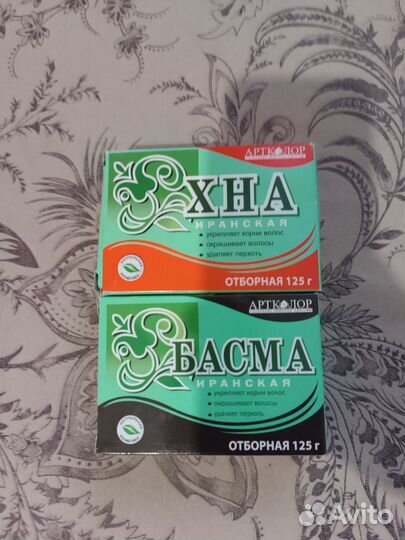 АРТКОЛОР
ХНА
ИРАНСКАЯ
укрепляет корни волос
окрашивает волосы
удаляет перхоть
ОТБОРНАЯ 125 г
АРТКОЛОР
БАСМА
ИРАНСКАЯ
укрепляет корни волос
окрашивает волосы
удаляет перхоть
ОТБОРНАЯ 125 г
Avito